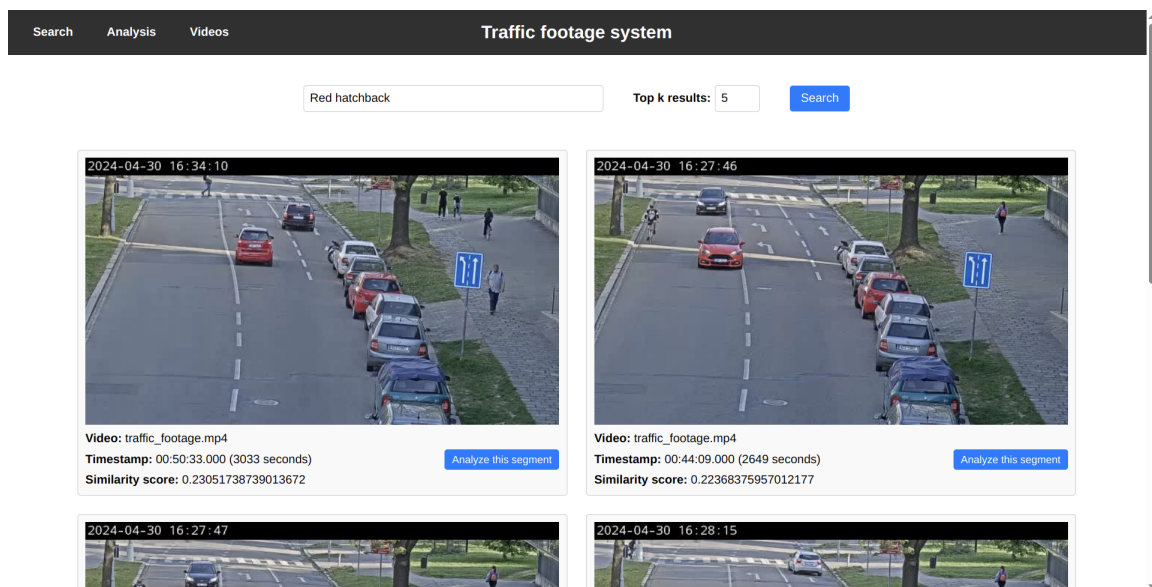 Search Analysis Videos Traffic footage system
Red hatchback Top k results: 5 Search
2024-04-30 16:34:10
Video: traffic_footage.mp4
Timestamp: 00:50:33.000 (3033 seconds) Analyze this segment
Similarity score: 0.23051738739013672
2024-04-30 16:27:46
Video: traffic_footage.mp4
Timestamp: 00:44:09.000 (2649 seconds) Analyze this segment
Similarity score: 0.22368375957012177
2024-04-30 16:27:47
2024-04-30 16:28:15